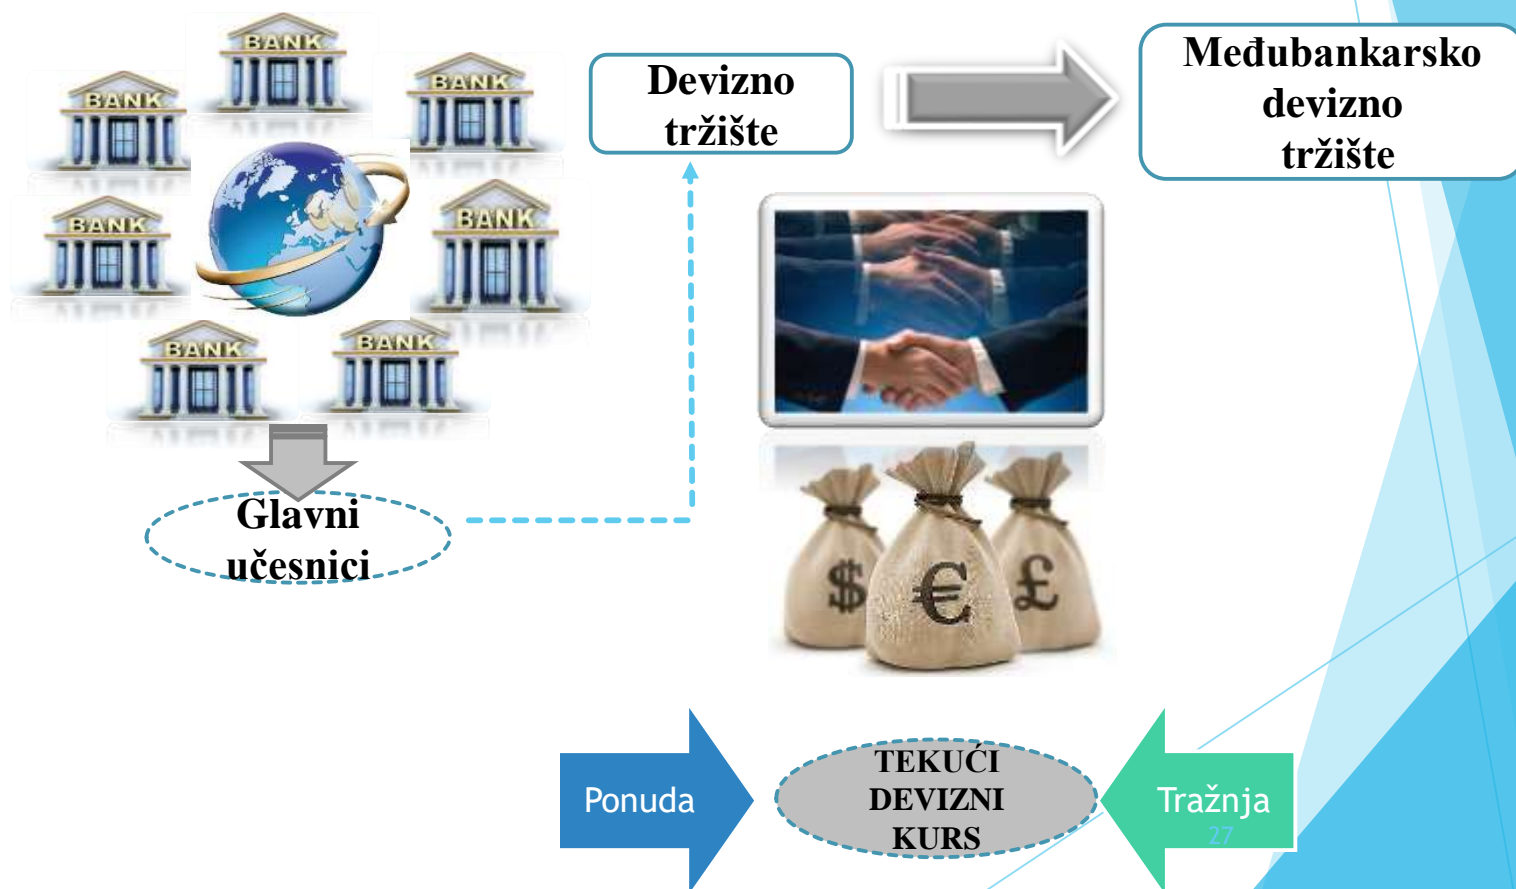 BANK
BANK
BANK
BANK
BANK
BANK
BANK
Glavni
učesnici
Devizno
tržište
Međubankarsko
devizno
tržište
$
€
£
Ponuda
TEKUĆI
DEVIZNI
KURS
Tražnja
27